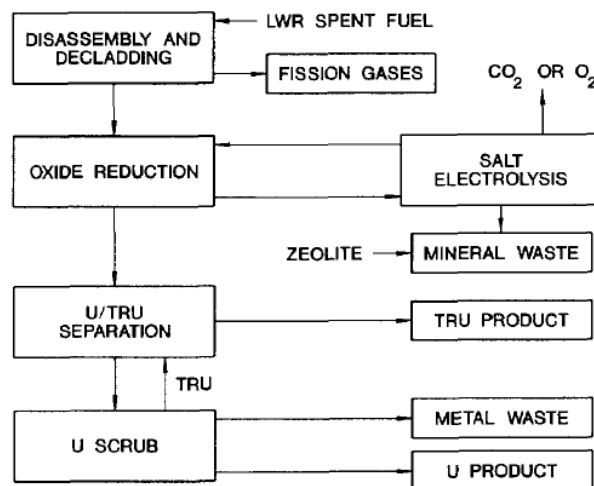 LWR SPENT FUEL
DISASSEMBLY AND
DECLADDING
FISSION GASES
CO₂ OR O₂
OXIDE REDUCTION
SALT
ELECTROLYSIS
ZEOLITE
MINERAL WASTE
U/TRU
SEPARATION
TRU PRODUCT
TRU
U SCRUB
METAL WASTE
U PRODUCT